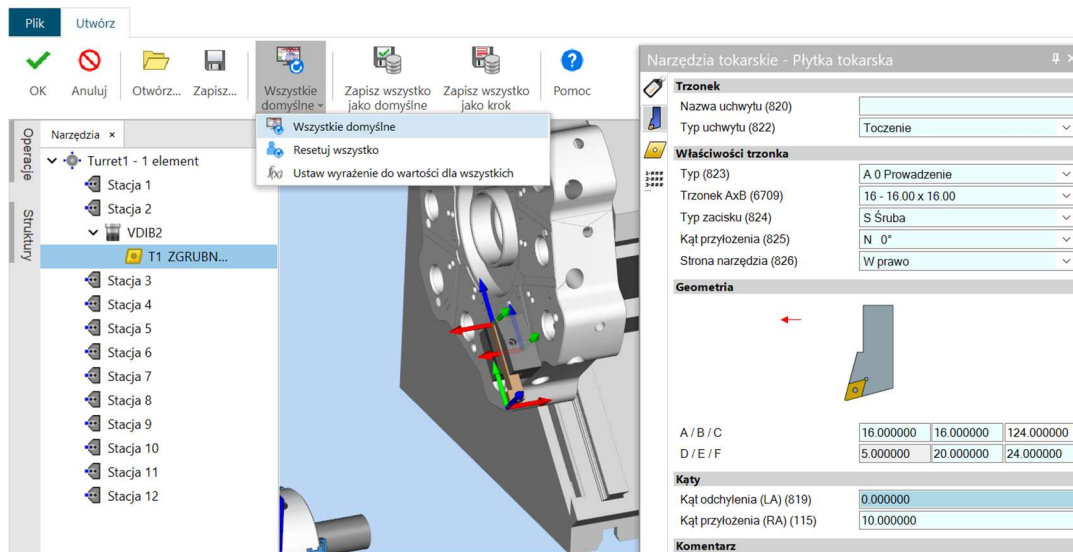 Plik
Utwórz
OK
Anuluj
Otwórz...
Zapisz...
Wszystkie
domyślne
Zapisz wszystko
jako domyślne
Zapisz wszystko
jako krok
Pomoc
Wszystkie domyślne
Resetuj wszystko
f(x) Ustaw wyrażenie do wartości dla wszystkich
Operacje
Struktury
Narzędzia ×
Turret1 - 1 element
Stacja 1
Stacja 2
VDIB2
T1 ZGRUBN...
Stacja 3
Stacja 4
Stacja 5
Stacja 6
Stacja 7
Stacja 8
Stacja 9
Stacja 10
Stacja 11
Stacja 12
Narzędzia tokarskie - Płytka tokarska
Trzonek
Nazwa uchwytu (820)
Typ uchwytu (822) Toczenie
Właściwości trzonka
Typ (823) A 0 Prowadzenie
Trzonek AxB (6709) 16 - 16.00 x 16.00
Typ zacisku (824) S Śruba
Kąt przyłożenia (825) N 0°
Strona narzędzia (826) W prawo
Geometria
A / B / C 16.000000 16.000000 124.000000
D / E / F 5.000000 20.000000 24.000000
Kąty
Kąt odchylenia (LA) (819) 0.000000
Kąt przyłożenia (RA) (115) 10.000000
Komentarz